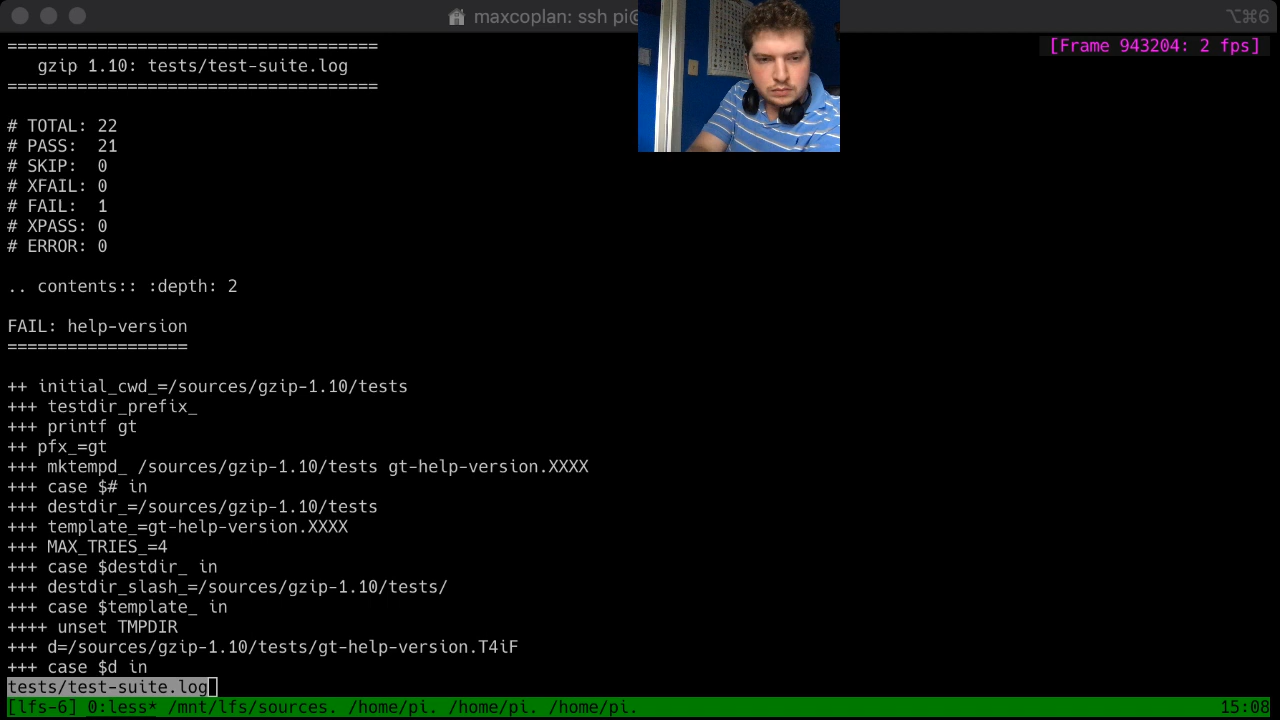 maxcoplan: ssh pi@
⌥⌘6
[Frame 943204: 2 fps]
=====================================
gzip 1.10: tests/test-suite.log
=====================================
# TOTAL: 22
# PASS:  21
# SKIP:  0
# XFAIL: 0
# FAIL:  1
# XPASS: 0
# ERROR: 0
.. contents:: :depth: 2
FAIL: help-version
==================
++ initial_cwd_=/sources/gzip-1.10/tests
+++ testdir_prefix_
+++ printf gt
++ pfx_=gt
+++ mktempd_ /sources/gzip-1.10/tests gt-help-version.XXXX
+++ case $# in
+++ destdir_=/sources/gzip-1.10/tests
+++ template_=gt-help-version.XXXX
+++ MAX_TRIES_=4
+++ case $destdir_ in
+++ destdir_slash_=/sources/gzip-1.10/tests/
+++ case $template_ in
++++ unset TMPDIR
+++ d=/sources/gzip-1.10/tests/gt-help-version.T4iF
+++ case $d in
tests/test-suite.log
[lfs-6] 0:less* /mnt/lfs/sources. /home/pi. /home/pi. /home/pi. 15:08